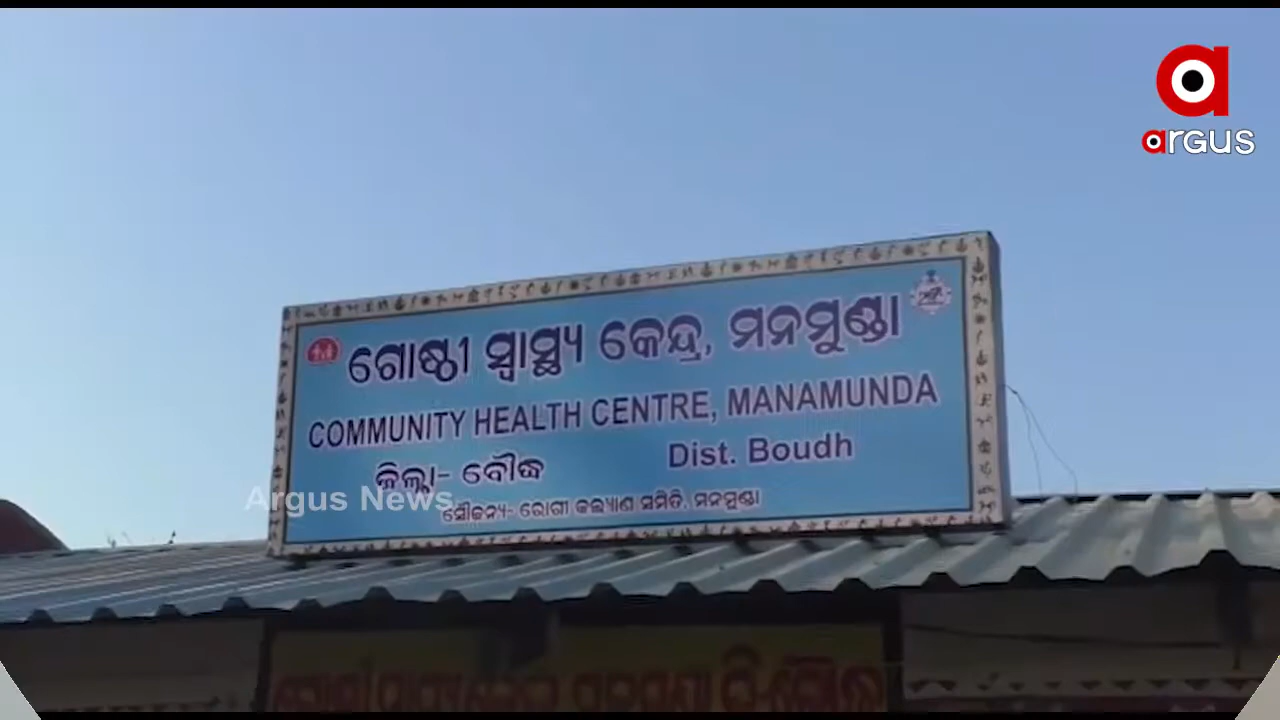 argus
ଗୋଷ୍ଠୀ ସ୍ୱାସ୍ଥ୍ୟ କେନ୍ଦ୍ର, ମନମୁଣ୍ଡା
COMMUNITY HEALTH CENTRE, MANAMUNDA
ଜିଲ୍ଲା- ବୌଦ୍ଧ Dist. Boudh
Argus News
ସୌଜନ୍ୟ- ରୋଗୀ କଲ୍ୟାଣ ସମିତି, ମନମୁଣ୍ଡା